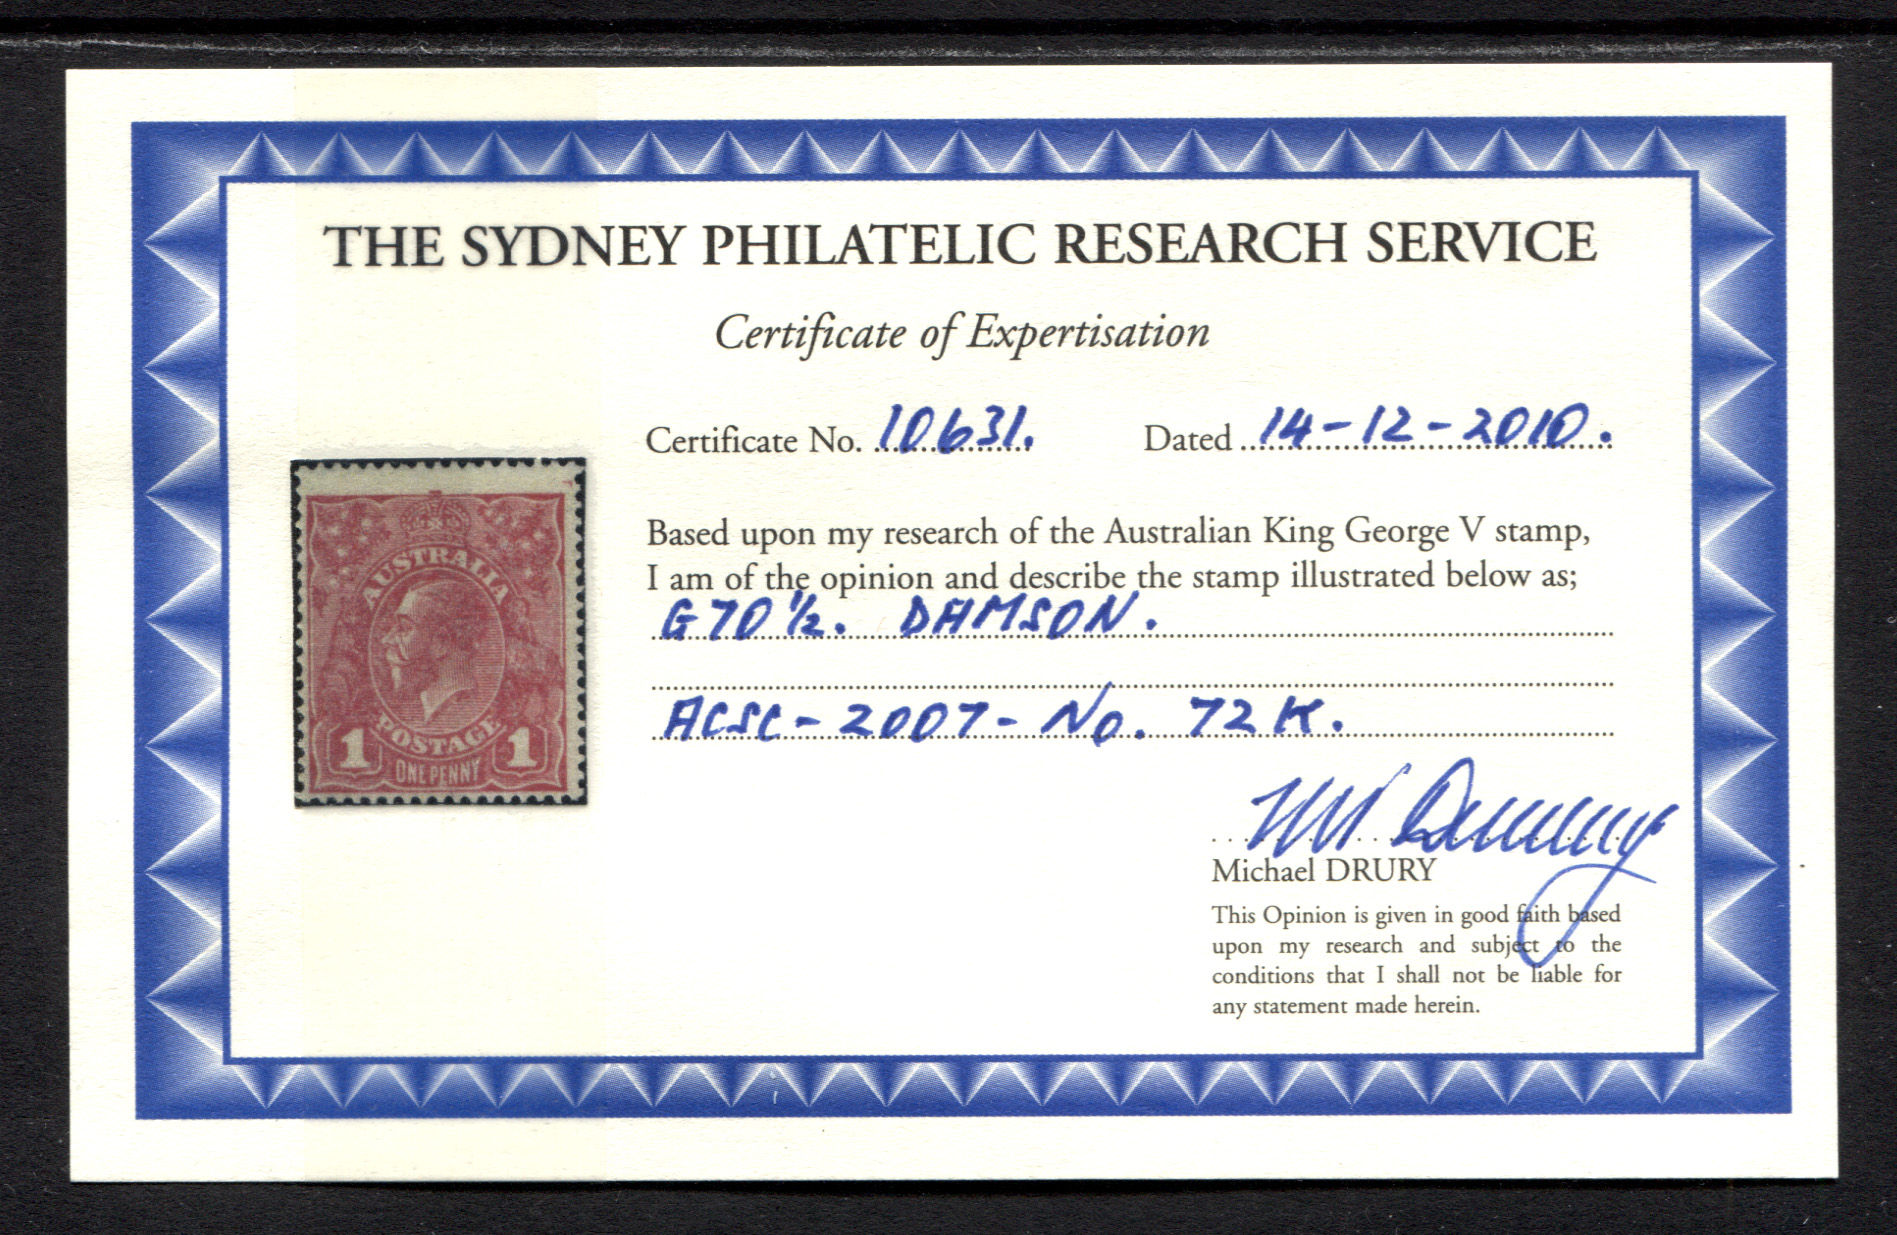 THE SYDNEY PHILATELIC RESEARCH SERVICE
Certificate of Expertisation
Certificate No. 10631.
Dated 14-12-2010.
Based upon my research of the Australian King George V stamp,
I am of the opinion and describe the stamp illustrated below as;
G70½. DAMSON.
ACSC-2007-No. 72K.
AUSTRALIA
POSTAGE
1 1
ONE PENNY
M Drury
Michael DRURY
This Opinion is given in good faith based
upon my research and subject to the
conditions that I shall not be liable for
any statement made herein.